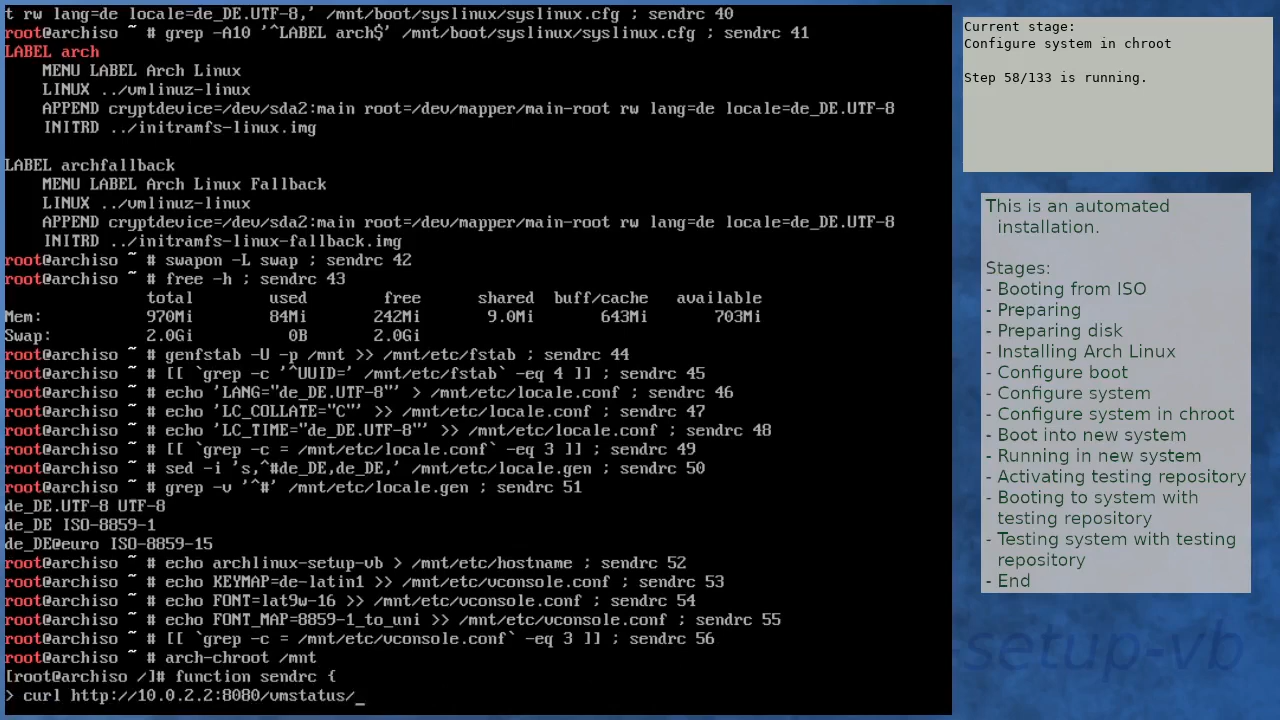 t rw lang=de locale=de_DE.UTF-8,' /mnt/boot/syslinux/syslinux.cfg ; sendrc 40
root@archiso ~ # grep -A10 '^LABEL arch$' /mnt/boot/syslinux/syslinux.cfg ; sendrc 41
LABEL arch
    MENU LABEL Arch Linux
    LINUX ../vmlinuz-linux
    APPEND cryptdevice=/dev/sda2:main root=/dev/mapper/main-root rw lang=de locale=de_DE.UTF-8
    INITRD ../initramfs-linux.img

LABEL archfallback
    MENU LABEL Arch Linux Fallback
    LINUX ../vmlinuz-linux
    APPEND cryptdevice=/dev/sda2:main root=/dev/mapper/main-root rw lang=de locale=de_DE.UTF-8
    INITRD ../initramfs-linux-fallback.img
root@archiso ~ # swapon -L swap ; sendrc 42
root@archiso ~ # free -h ; sendrc 43
               total        used        free      shared  buff/cache   available
Mem:           970Mi        84Mi       242Mi       9.0Mi       643Mi       703Mi
Swap:          2.0Gi          0B       2.0Gi
root@archiso ~ # genfstab -U -p /mnt >> /mnt/etc/fstab ; sendrc 44
root@archiso ~ # [[ `grep -c '^UUID=' /mnt/etc/fstab` -eq 4 ]] ; sendrc 45
root@archiso ~ # echo 'LANG="de_DE.UTF-8"' > /mnt/etc/locale.conf ; sendrc 46
root@archiso ~ # echo 'LC_COLLATE="C"' >> /mnt/etc/locale.conf ; sendrc 47
root@archiso ~ # echo 'LC_TIME="de_DE.UTF-8"' >> /mnt/etc/locale.conf ; sendrc 48
root@archiso ~ # [[ `grep -c = /mnt/etc/locale.conf` -eq 3 ]] ; sendrc 49
root@archiso ~ # sed -i 's,^#de_DE,de_DE,' /mnt/etc/locale.gen ; sendrc 50
root@archiso ~ # grep -v '^#' /mnt/etc/locale.gen ; sendrc 51
de_DE.UTF-8 UTF-8
de_DE ISO-8859-1
de_DE@euro ISO-8859-15
root@archiso ~ # echo archlinux-setup-vb > /mnt/etc/hostname ; sendrc 52
root@archiso ~ # echo KEYMAP=de-latin1 >> /mnt/etc/vconsole.conf ; sendrc 53
root@archiso ~ # echo FONT=lat9w-16 >> /mnt/etc/vconsole.conf ; sendrc 54
root@archiso ~ # echo FONT_MAP=8859-1_to_uni >> /mnt/etc/vconsole.conf ; sendrc 55
root@archiso ~ # [[ `grep -c = /mnt/etc/vconsole.conf` -eq 3 ]] ; sendrc 56
root@archiso ~ # arch-chroot /mnt
[root@archiso /]# function sendrc {
> curl http://10.0.2.2:8080/vmstatus/_
Current stage:
Configure system in chroot

Step 58/133 is running.
This is an automated
installation.

Stages:
- Booting from ISO
- Preparing
- Preparing disk
- Installing Arch Linux
- Configure boot
- Configure system
- Configure system in chroot
- Boot into new system
- Running in new system
- Activating testing repository
- Booting to system with
testing repository
- Testing system with testing
repository
- End
-setup-vb